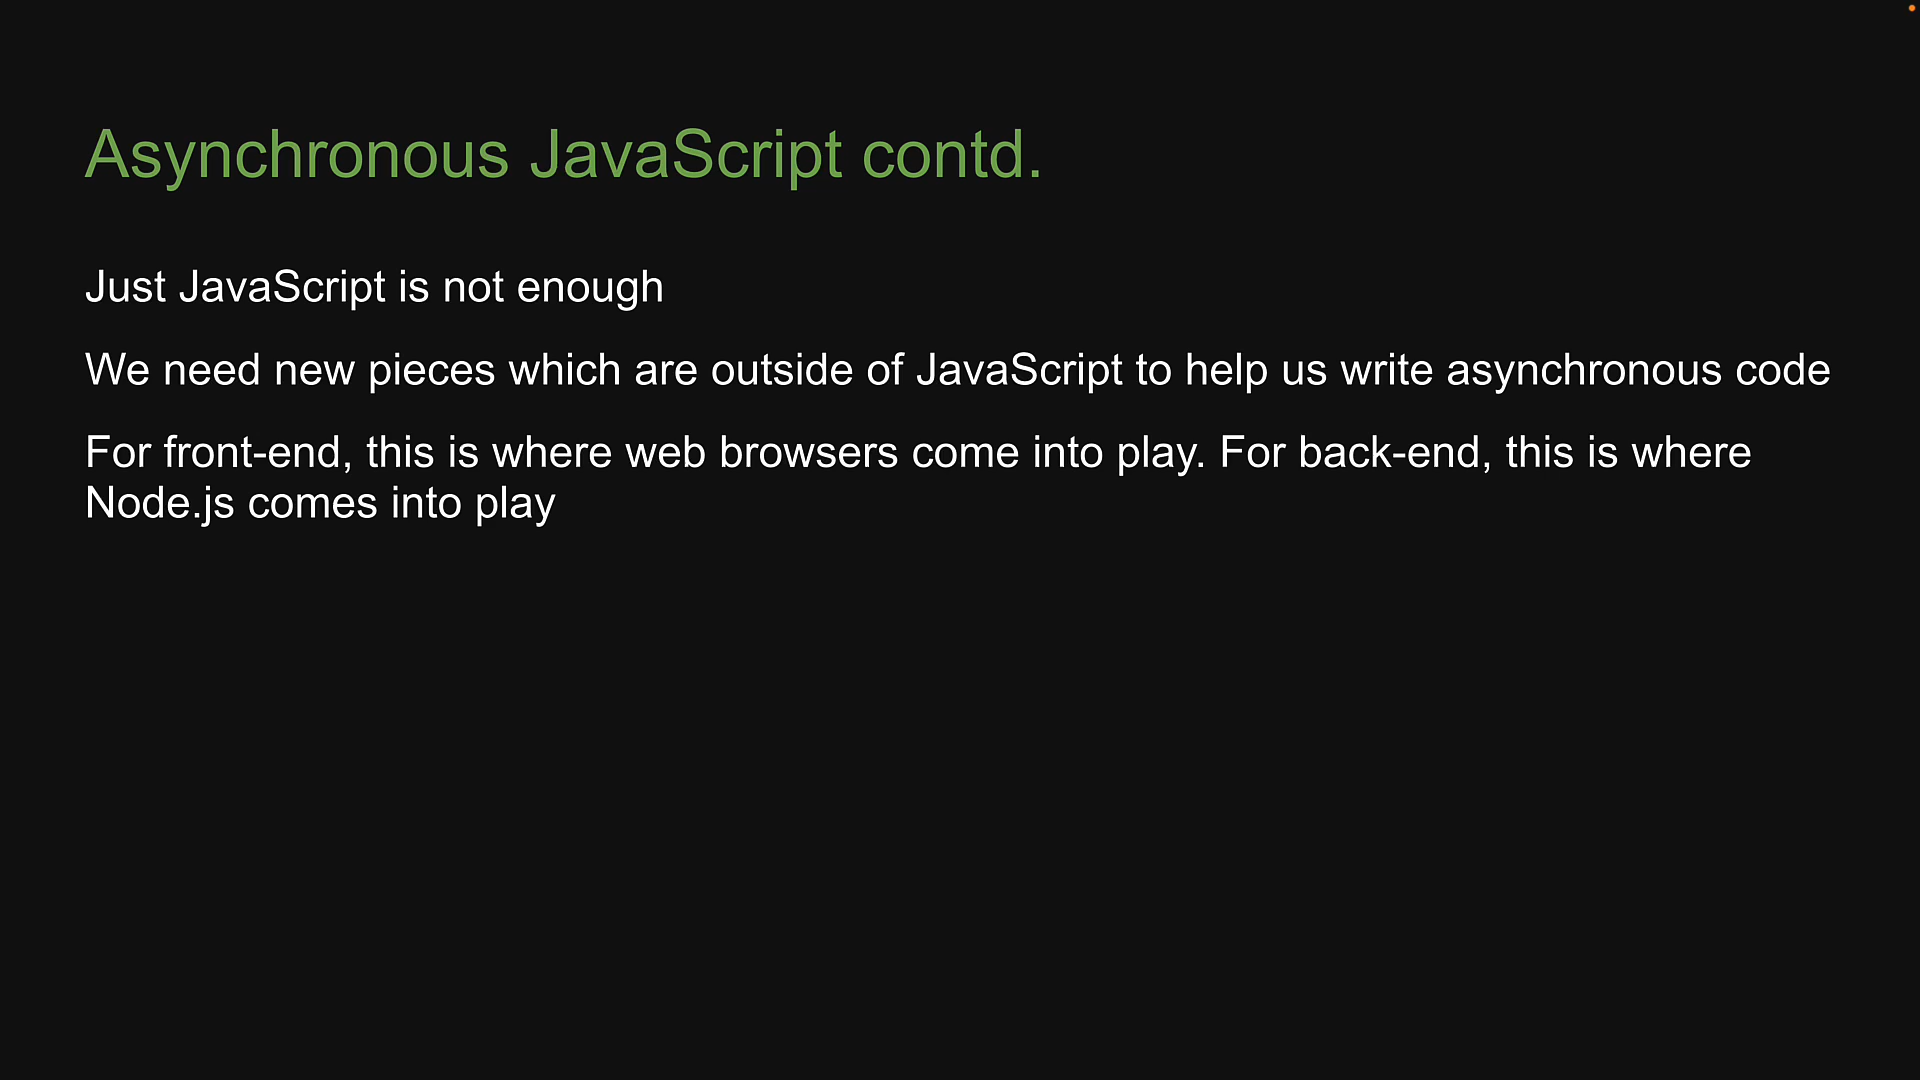 Asynchronous JavaScript contd.
Just JavaScript is not enough
We need new pieces which are outside of JavaScript to help us write asynchronous code
For front-end, this is where web browsers come into play. For back-end, this is where
Node.js comes into play